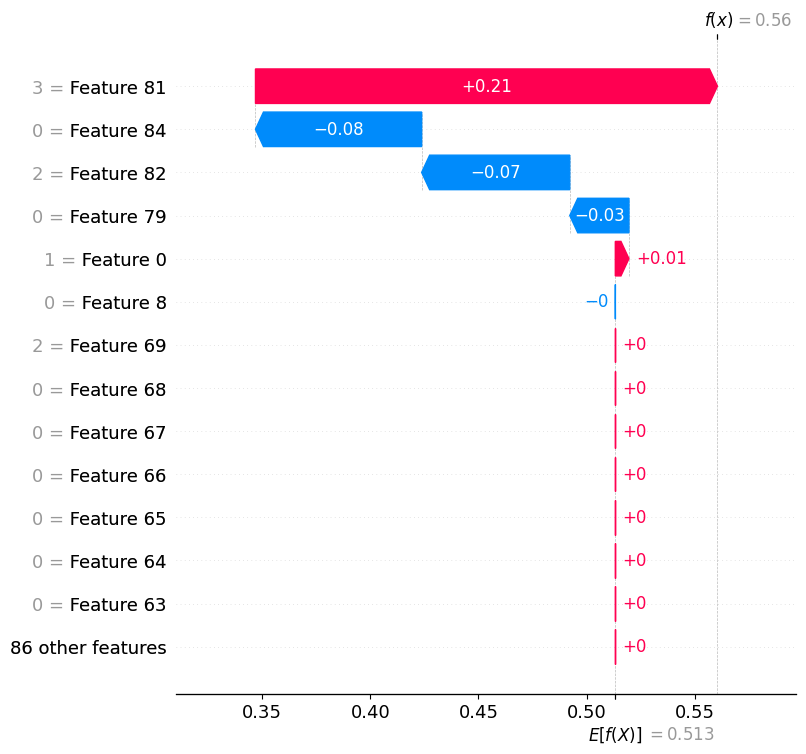 f(x) = 0.56
3 = Feature 81
+0.21
0 = Feature 84
−0.08
2 = Feature 82
−0.07
0 = Feature 79
−0.03
1 = Feature 0
+0.01
0 = Feature 8
−0
2 = Feature 69
+0
0 = Feature 68
+0
0 = Feature 67
+0
0 = Feature 66
+0
0 = Feature 65
+0
0 = Feature 64
+0
0 = Feature 63
+0
86 other features
+0
0.35
0.40
0.45
0.50
0.55
E[f(X)] = 0.513